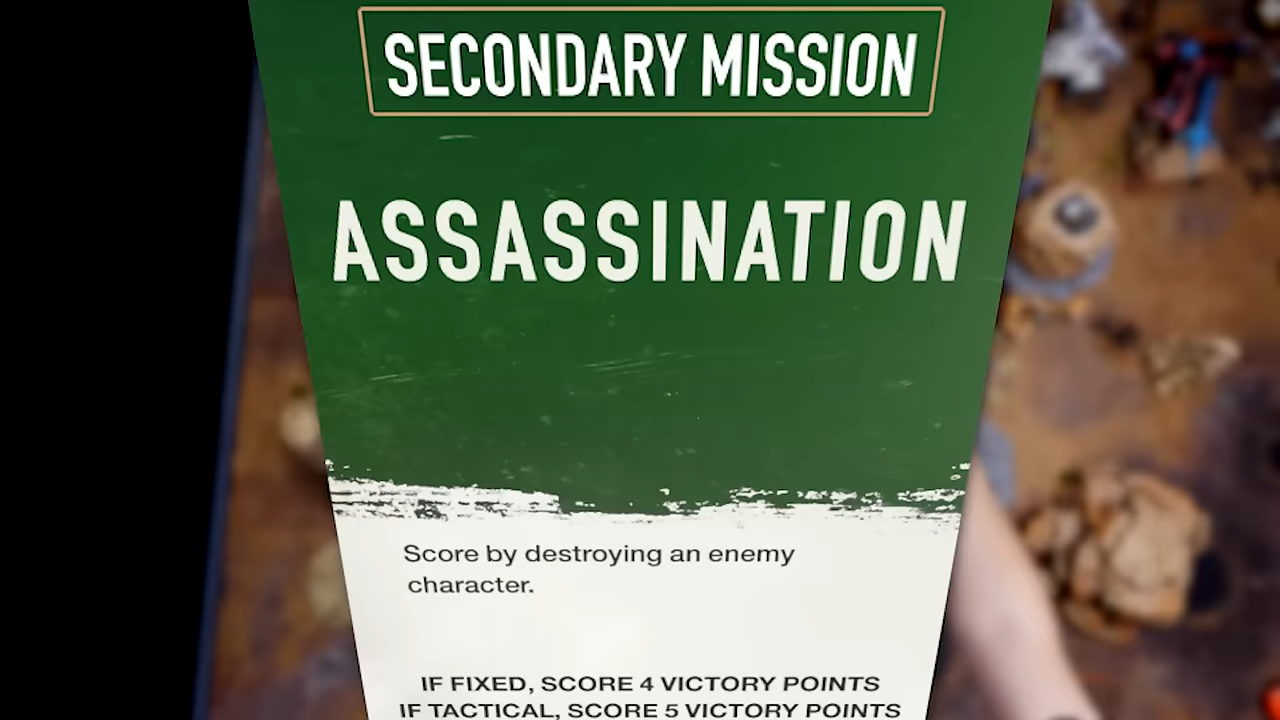 SECONDARY MISSION
ASSASSINATION
Score by destroying an enemy
character.
IF FIXED, SCORE 4 VICTORY POINTS
IF TACTICAL, SCORE 5 VICTORY POINTS